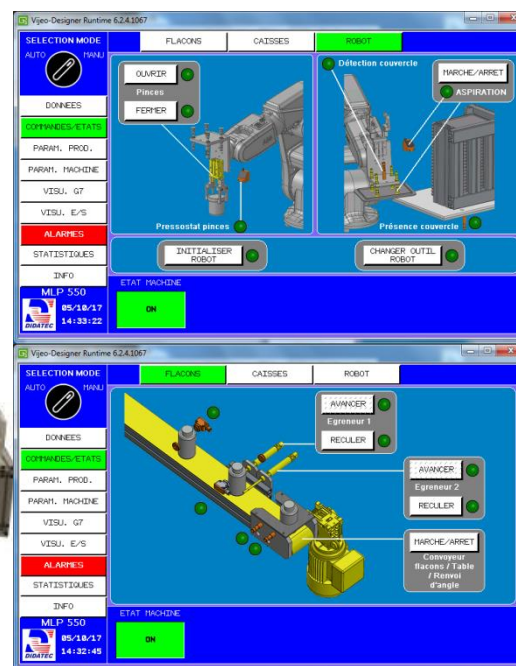 Vijeo-Designer Runtime 6.2.4.1067
SELECTION MODE
AUTO
MANU
FLACONS
CAISSES
ROBOT
DONNEES
COMMANDES/ETATS
PARAM. PROD.
PARAM. MACHINE
VISU. G7
VISU. E/S
ALARMES
STATISTIQUES
INFO
MLP 550
DIDATEC
05/10/17
14:33:22
OUVRIR
Pinces
FERMER
Pressostat pinces
Détection couvercle
MARCHE/ARRET
ASPIRATION
Présence couvercle
INITIALISER
ROBOT
CHANGER OUTIL
ROBOT
ETAT MACHINE
ON
Vijeo-Designer Runtime 6.2.4.1067
SELECTION MODE
AUTO
MANU
FLACONS
CAISSES
ROBOT
DONNEES
COMMANDES/ETATS
PARAM. PROD.
PARAM. MACHINE
VISU. G7
VISU. E/S
ALARMES
STATISTIQUES
INFO
MLP 550
DIDATEC
05/10/17
14:32:45
AVANCER
Egreneur 1
RECULER
AVANCER
Egreneur 2
RECULER
MARCHE/ARRET
Convoyeur
flacons / Table
/ Renvoi
d'angle
ETAT MACHINE
ON